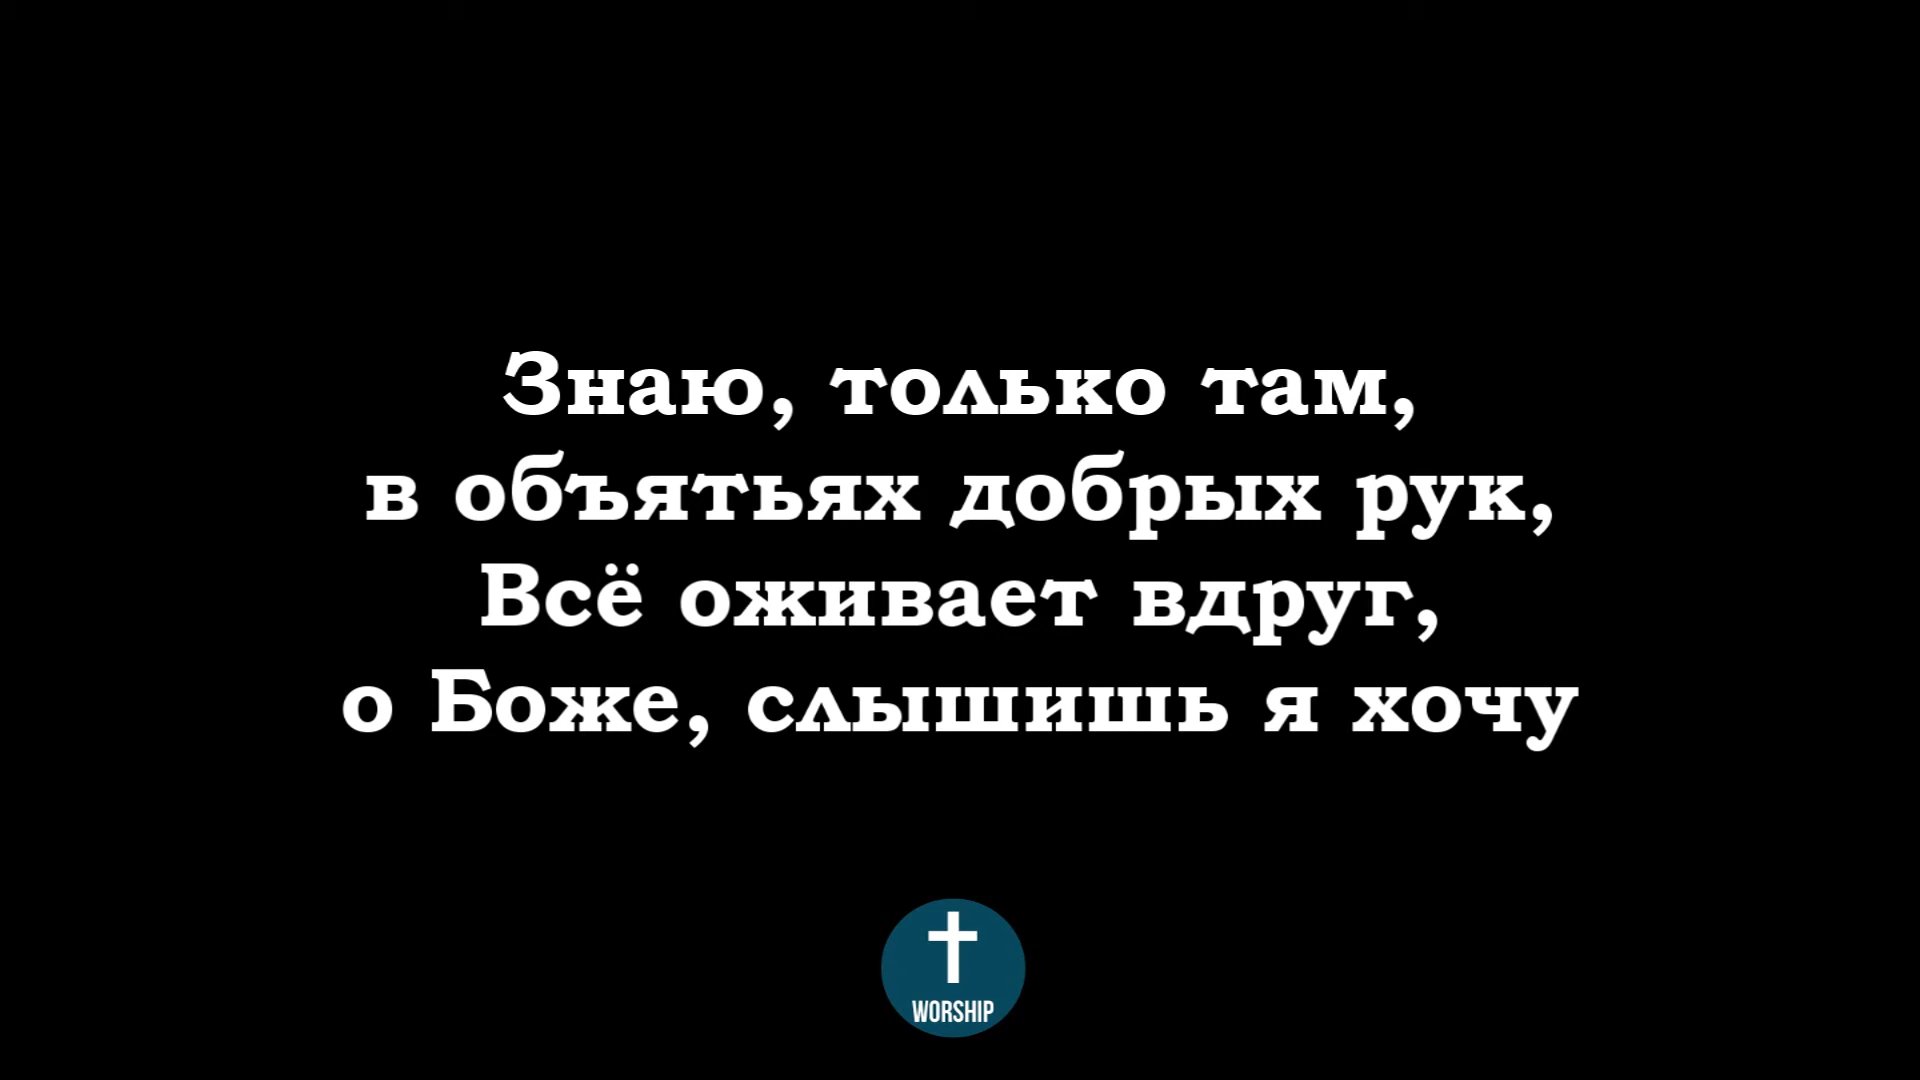 Знаю, только там,
в объятьях добрых рук,
Всё оживает вдруг,
о Боже, слышишь я хочу
WORSHIP